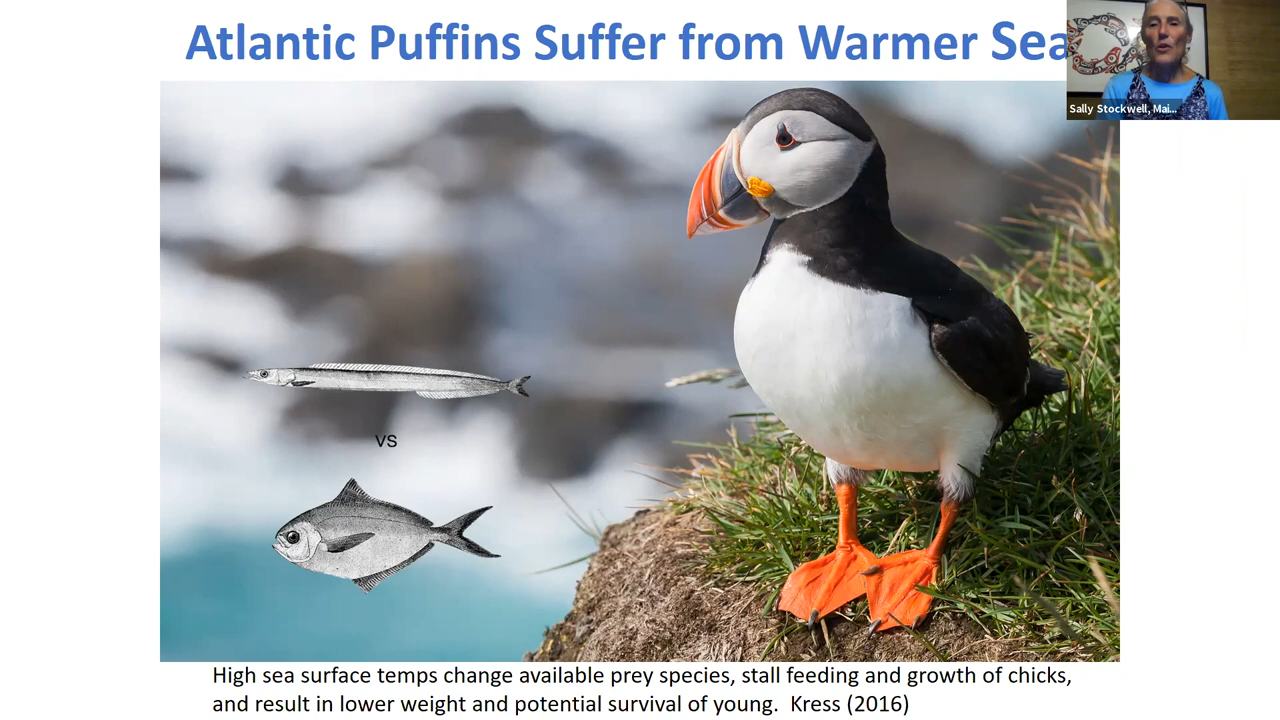 Atlantic Puffins Suffer from Warmer Sea
Sally Stockwell, Mai...
vs
High sea surface temps change available prey species, stall feeding and growth of chicks,
and result in lower weight and potential survival of young. Kress (2016)